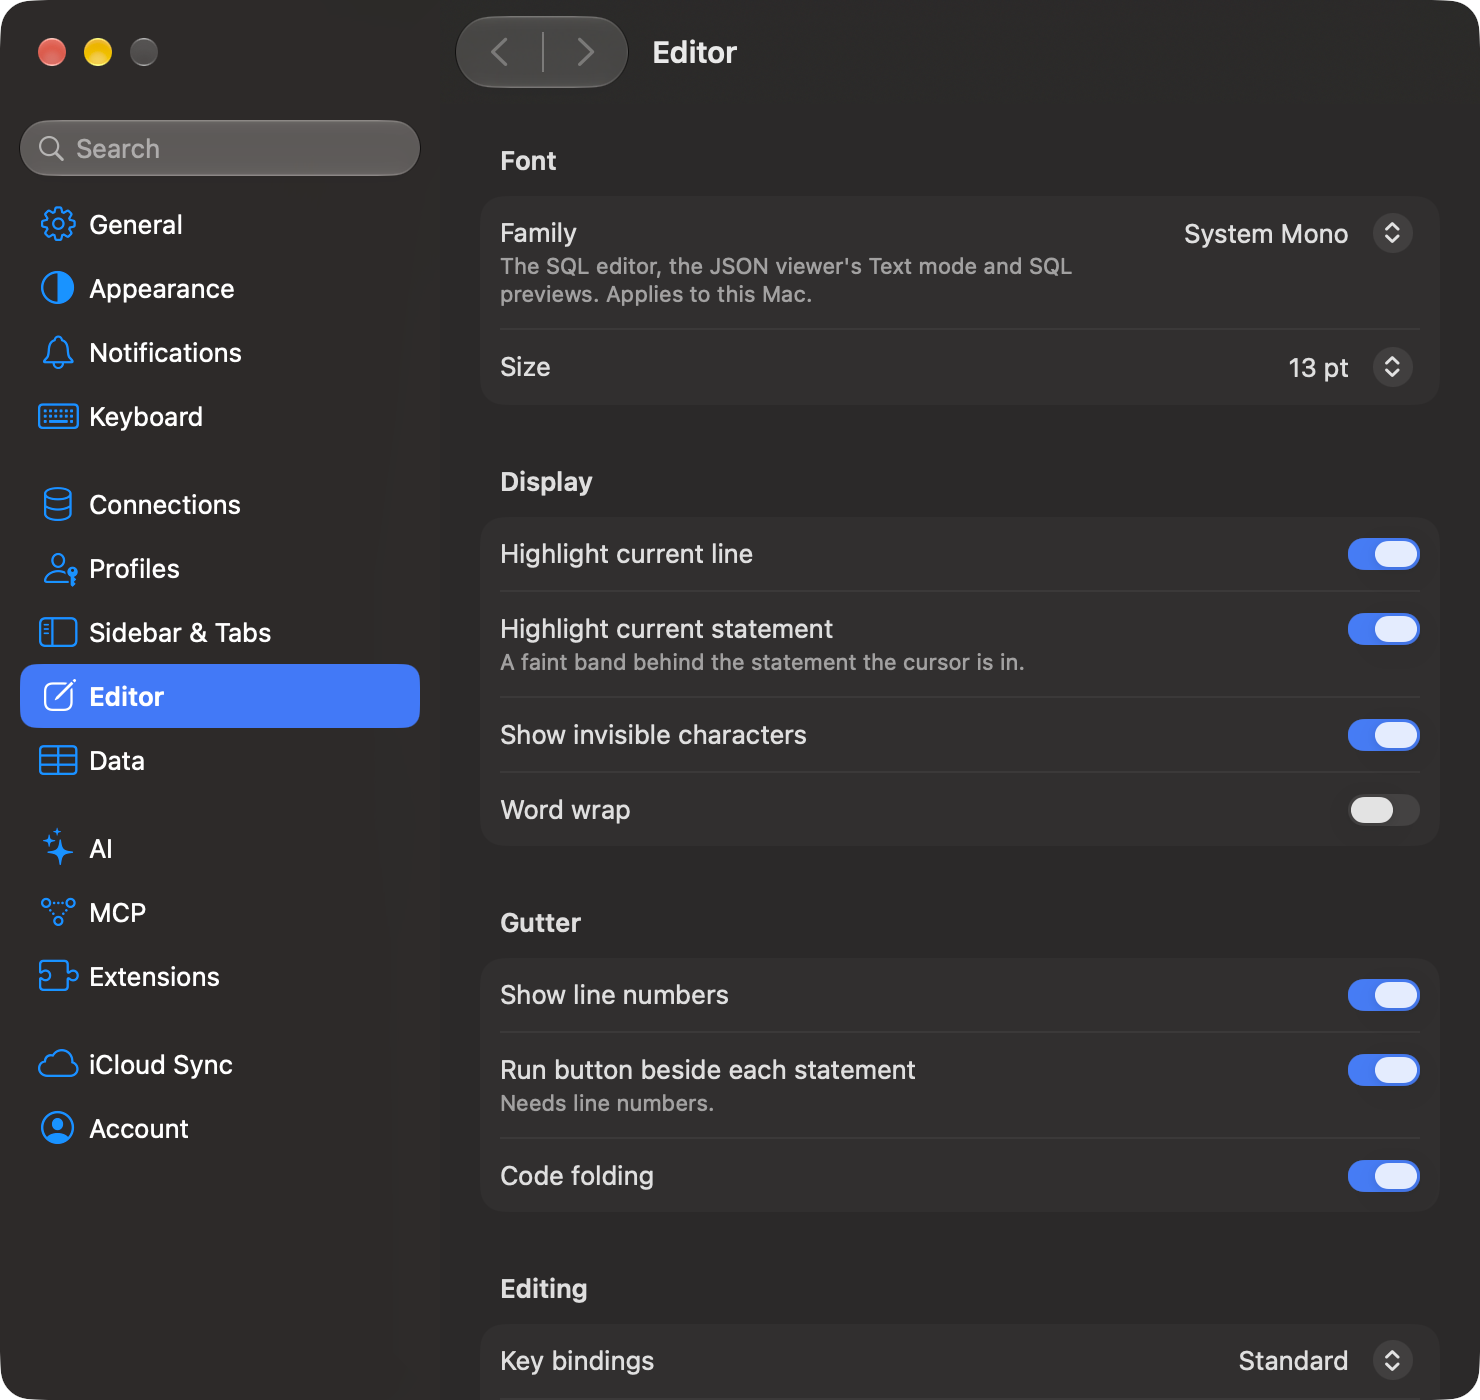 Editor
Search
General
Appearance
Notifications
Keyboard
Connections
Profiles
Sidebar & Tabs
Editor
Data
AI
MCP
Extensions
iCloud Sync
Account
Font
Family
System Mono
The SQL editor, the JSON viewer's Text mode and SQL
previews. Applies to this Mac.
Size
13 pt
Display
Highlight current line
Highlight current statement
A faint band behind the statement the cursor is in.
Show invisible characters
Word wrap
Gutter
Show line numbers
Run button beside each statement
Needs line numbers.
Code folding
Editing
Key bindings
Standard